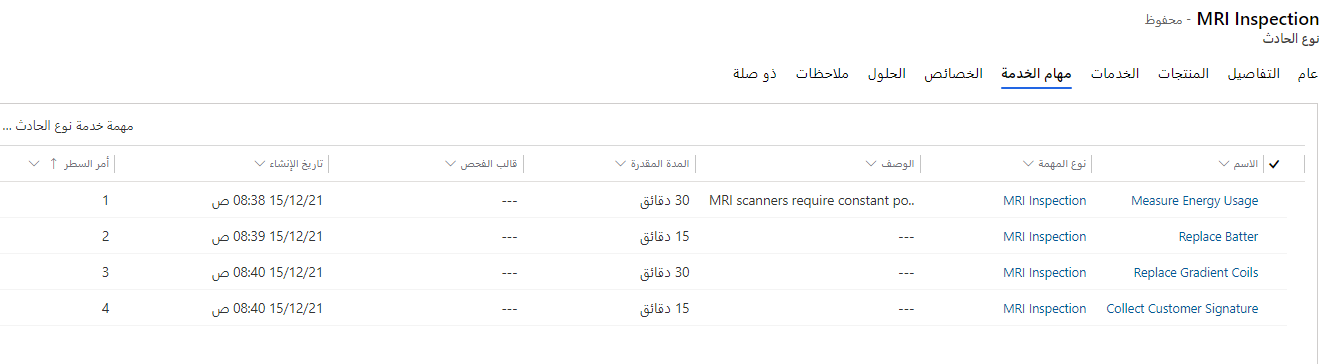 MRI Inspection - محفوظ
نوع الحادث
عام التفاصيل المنتجات الخدمات مهام الخدمة الخصائص الحلول ملاحظات ذو صلة
مهمة خدمة نوع الحادث ...
الاسم نوع المهمة الوصف المدة المقدرة قالب الفحص تاريخ الإنشاء أمر السطر ↑
Measure Energy Usage MRI Inspection MRI scanners require constant po.. 30 دقائق --- 15/12/21 08:38 ص 1
Replace Batter MRI Inspection --- 15 دقائق --- 15/12/21 08:39 ص 2
Replace Gradient Coils MRI Inspection --- 30 دقائق --- 15/12/21 08:40 ص 3
Collect Customer Signature MRI Inspection --- 15 دقائق --- 15/12/21 08:40 ص 4